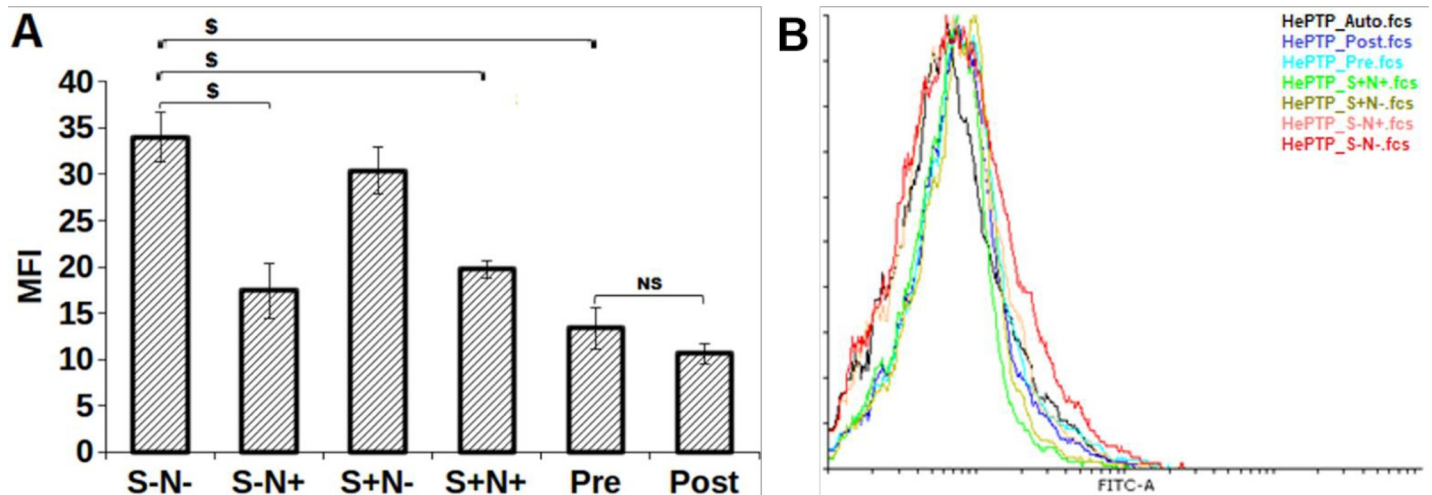 A
$
$
$
NS
MFI
40
35
30
25
20
15
10
5
0
S-N-
S-N+
S+N-
S+N+
Pre
Post
B
HePTP_Auto.fcs
HePTP_Post.fcs
HePTP_Pre.fcs
HePTP_S+N+.fcs
HePTP_S+N-.fcs
HePTP_S-N+.fcs
HePTP_S-N-.fcs
FITC-A